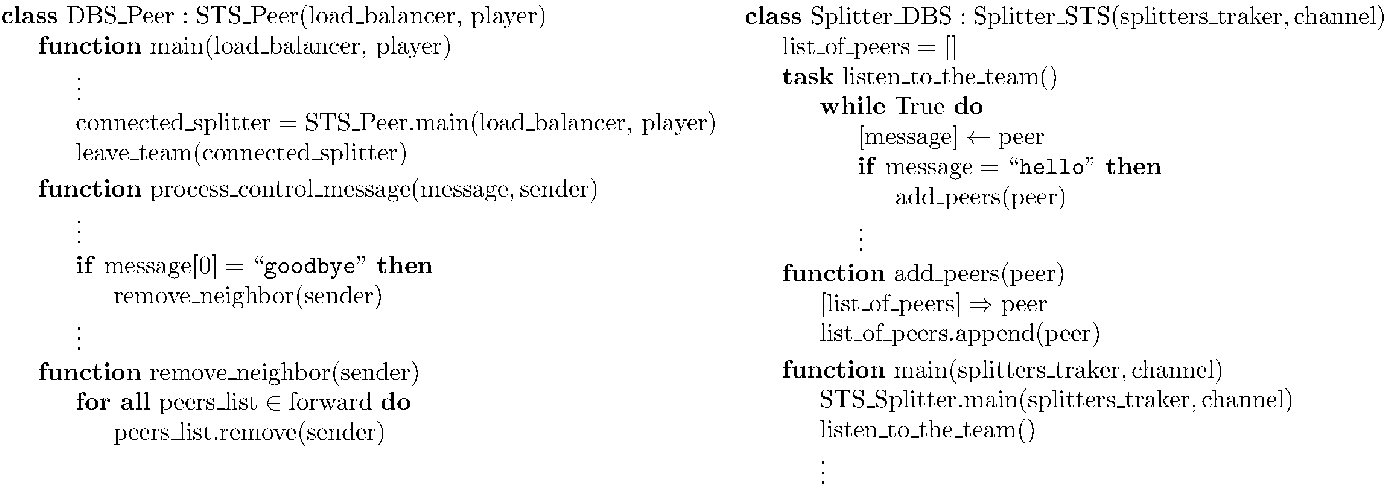 class DBS_Peer : STS_Peer(load_balancer, player)
function main(load_balancer, player)
⋮
connected_splitter = STS_Peer.main(load_balancer, player)
leave_team(connected_splitter)
function process_control_message(message, sender)
⋮
if message[0] = “goodbye” then
remove_neighbor(sender)
⋮
function remove_neighbor(sender)
for all peers_list ∈ forward do
peers_list.remove(sender)
class Splitter_DBS : Splitter_STS(splitters_traker, channel)
list_of_peers = []
task listen_to_the_team()
while True do
[message] ← peer
if message = “hello” then
add_peers(peer)
⋮
function add_peers(peer)
[list_of_peers] ⇒ peer
list_of_peers.append(peer)
function main(splitters_traker, channel)
STS_Splitter.main(splitters_traker, channel)
listen_to_the_team()
⋮